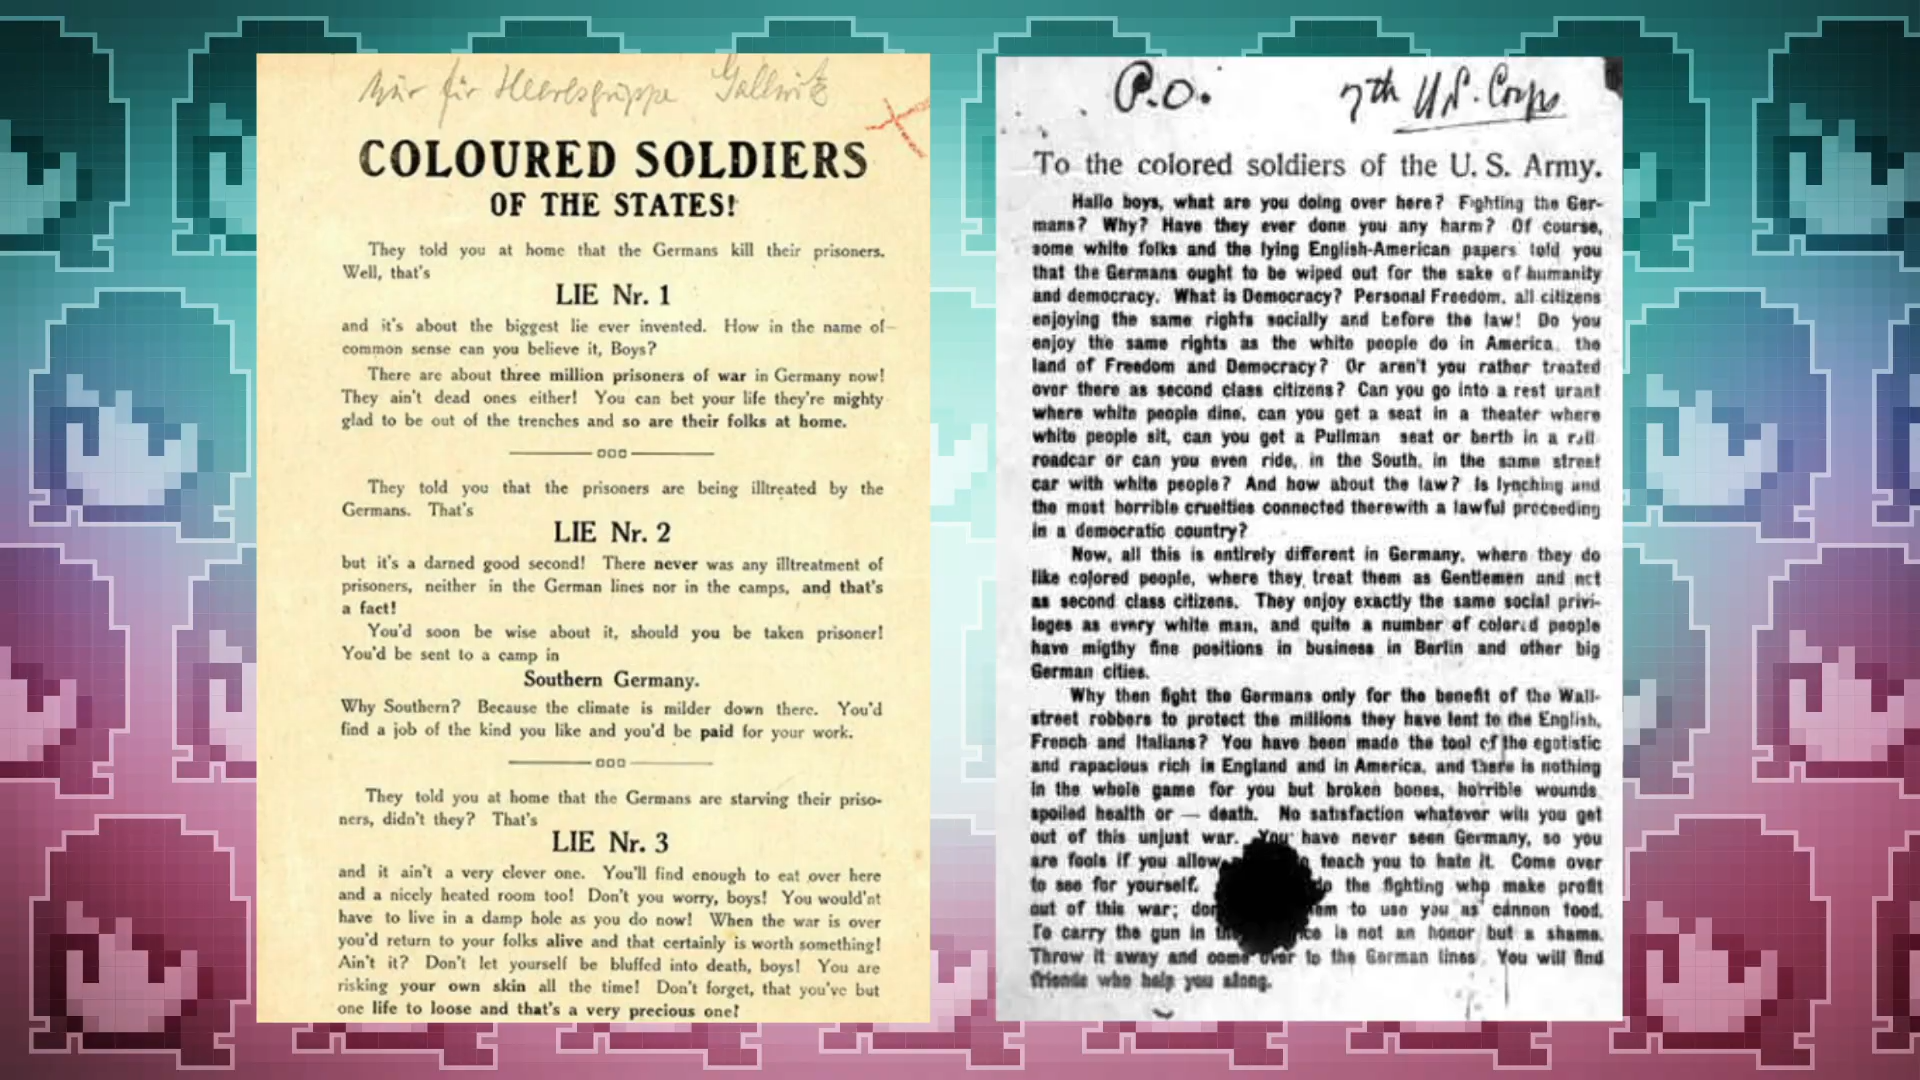 für Heeresgruppe Gallwitz
COLOURED SOLDIERS
OF THE STATES!
They told you at home that the Germans kill their prisoners.
Well, that's
LIE Nr. 1
and it's about the biggest lie ever invented. How in the name of
common sense can you believe it, Boys?
There are about three million prisoners of war in Germany now!
They ain't dead ones either! You can bet your life they're mighty
glad to be out of the trenches and so are their folks at home.
They told you that the prisoners are being illtreated by the
Germans. That's
LIE Nr. 2
but it's a darned good second! There never was any illtreatment of
prisoners, neither in the German lines nor in the camps, and that's
a fact!
You'd soon be wise about it, should you be taken prisoner!
You'd be sent to a camp in
Southern Germany.
Why Southern? Because the climate is milder down there. You'd
find a job of the kind you like and you'd be paid for your work.
They told you at home that the Germans are starving their priso-
ners, didn't they? That's
LIE Nr. 3
and it ain't a very clever one. You'll find enough to eat over here
and a nicely heated room too! Don't you worry, boys! You would'nt
have to live in a damp hole as you do now! When the war is over
you'd return to your folks alive and that certainly is worth something!
Ain't it? Don't let yourself be bluffed into death, boys! You are
risking your own skin all the time! Don't forget, that you've but
one life to loose and that's a very precious one!
P.O. 7th U.S. Corps
To the colored soldiers of the U. S. Army.
Hallo boys, what are you doing over here? Fighting the Ger-
mans? Why? Have they ever done you any harm? Of course,
some white folks and the lying English-American papers told you
that the Germans ought to be wiped out for the sake of humanity
and democracy. What is Democracy? Personal Freedom, all citizens
enjoying the same rights socially and before the law! Do you
enjoy the same rights as the white people do in America, the
land of Freedom and Democracy? Or aren't you rather treated
over there as second class citizens? Can you go into a rest urant
where white people dine, can you get a seat in a theater where
white people sit, can you get a Pullman seat or berth in a rail
roadcar or can you even ride, in the South, in the same street
car with white people? And how about the law? Is lynching and
the most horrible cruelties connected therewith a lawful proceeding
in a democratic country?
Now, all this is entirely different in Germany, where they do
like colored people, where they treat them as Gentlemen and not
as second class citizens. They enjoy exactly the same social privi-
leges as every white man, and quite a number of colored people
have migthy fine positions in business in Berlin and other big
German cities.
Why then fight the Germans only for the benefit of the Wall-
street robbers to protect the millions they have lent to the English,
French and Italians? You have been made the tool of the egotistic
and rapacious rich in England and in America, and there is nothing
in the whole game for you but broken bones, horrible wounds
spoiled health or — death. No satisfaction whatever will you get
out of this unjust war. You have never seen Germany, so you
are fools if you allow teach you to hate it. Come over
to see for yourself. the fighting who make profit
out of this war; to use you as cannon food.
To carry the gun in is not an honor but a shame.
Throw it away and come over to the German lines. You will find
friends who help you along.